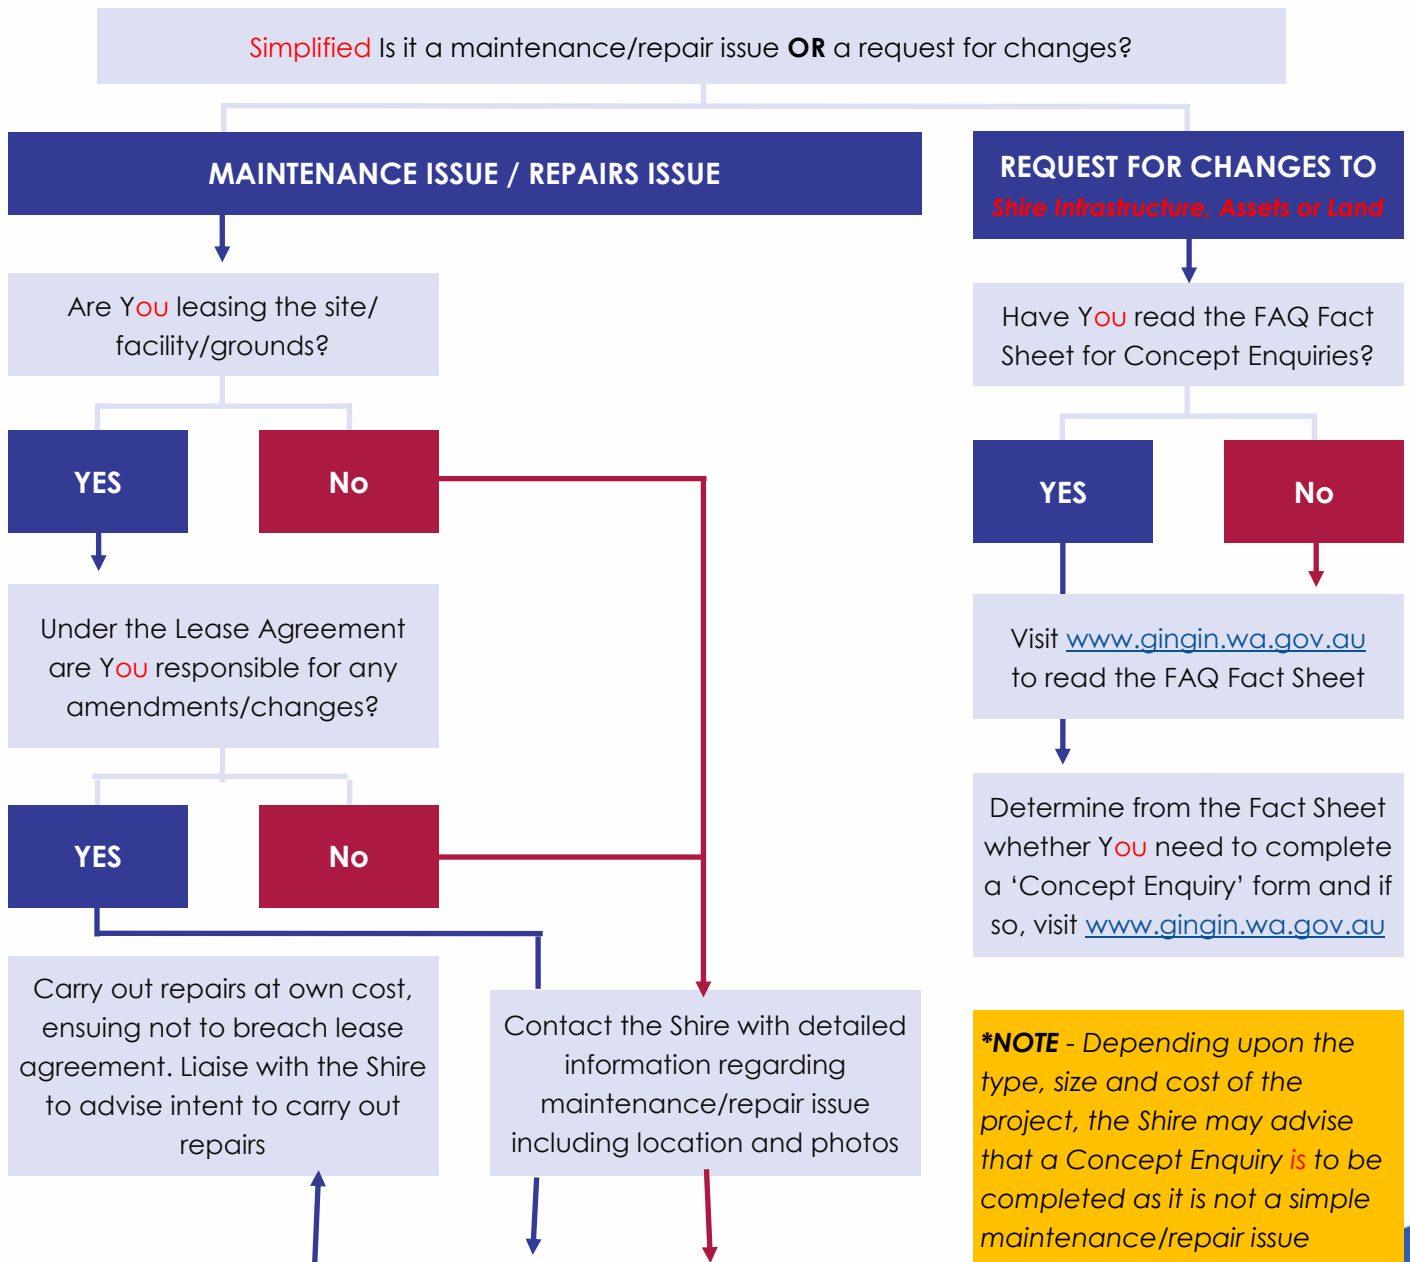 Simplified Is it a maintenance/repair issue OR a request for changes?
MAINTENANCE ISSUE / REPAIRS ISSUE
Are You leasing the site/
facility/grounds?
YES
No
Under the Lease Agreement
are You responsible for any
amendments/changes?
YES
No
Carry out repairs at own cost,
ensuing not to breach lease
agreement. Liaise with the Shire
to advise intent to carry out
repairs
Contact the Shire with detailed
information regarding
maintenance/repair issue
including location and photos
REQUEST FOR CHANGES TO
Shire Infrastructure, Assets or Land
Have You read the FAQ Fact
Sheet for Concept Enquiries?
YES
No
Visit www.gingin.wa.gov.au
to read the FAQ Fact Sheet
Determine from the Fact Sheet
whether You need to complete
a ‘Concept Enquiry’ form and if
so, visit www.gingin.wa.gov.au
*NOTE - Depending upon the
type, size and cost of the
project, the Shire may advise
that a Concept Enquiry is to be
completed as it is not a simple
maintenance/repair issue